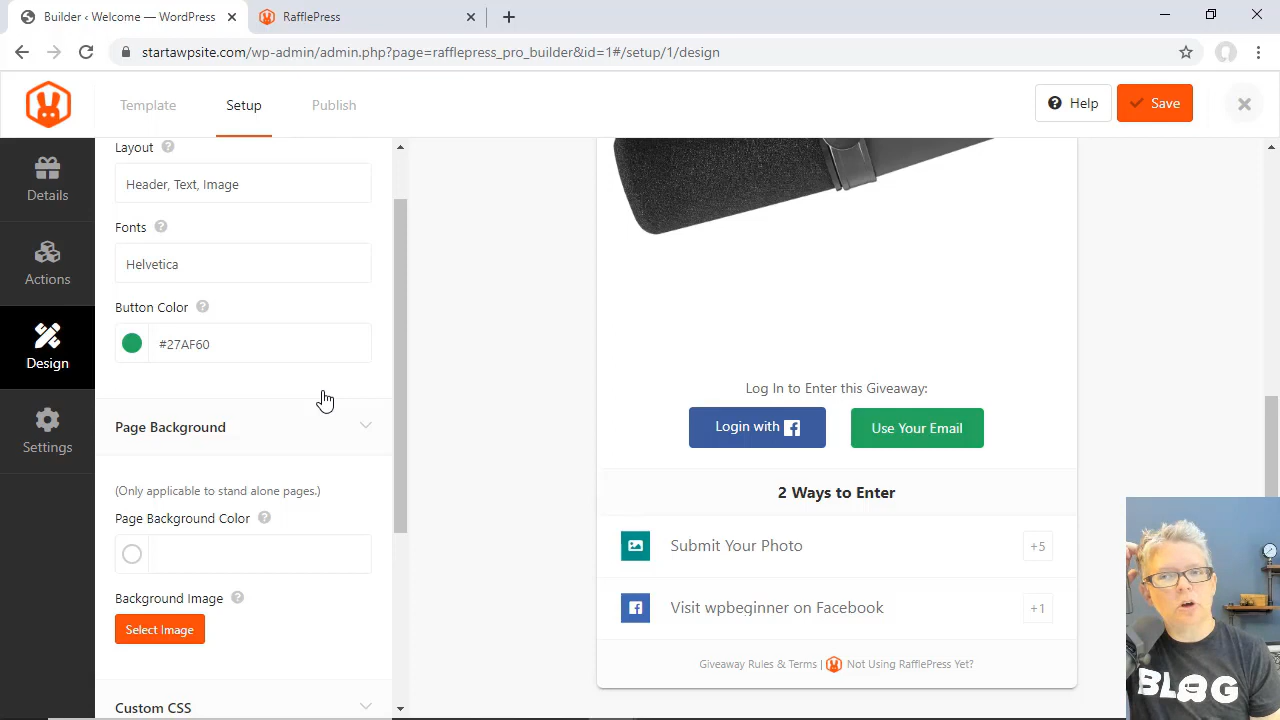 Builder ‹ Welcome — WordPress
RafflePress
startawpsite.com/wp-admin/admin.php?page=rafflepress_pro_builder&id=1#/setup/1/design
Template
Setup
Publish
Help
Save
Details
Actions
Design
Settings
Layout
Header, Text, Image
Fonts
Helvetica
Button Color
#27AF60
Page Background
(Only applicable to stand alone pages.)
Page Background Color
Background Image
Select Image
Custom CSS
Log In to Enter this Giveaway:
Login with
Use Your Email
2 Ways to Enter
Submit Your Photo +5
Visit wpbeginner on Facebook +1
Giveaway Rules & Terms | Not Using RafflePress Yet?
BLOG